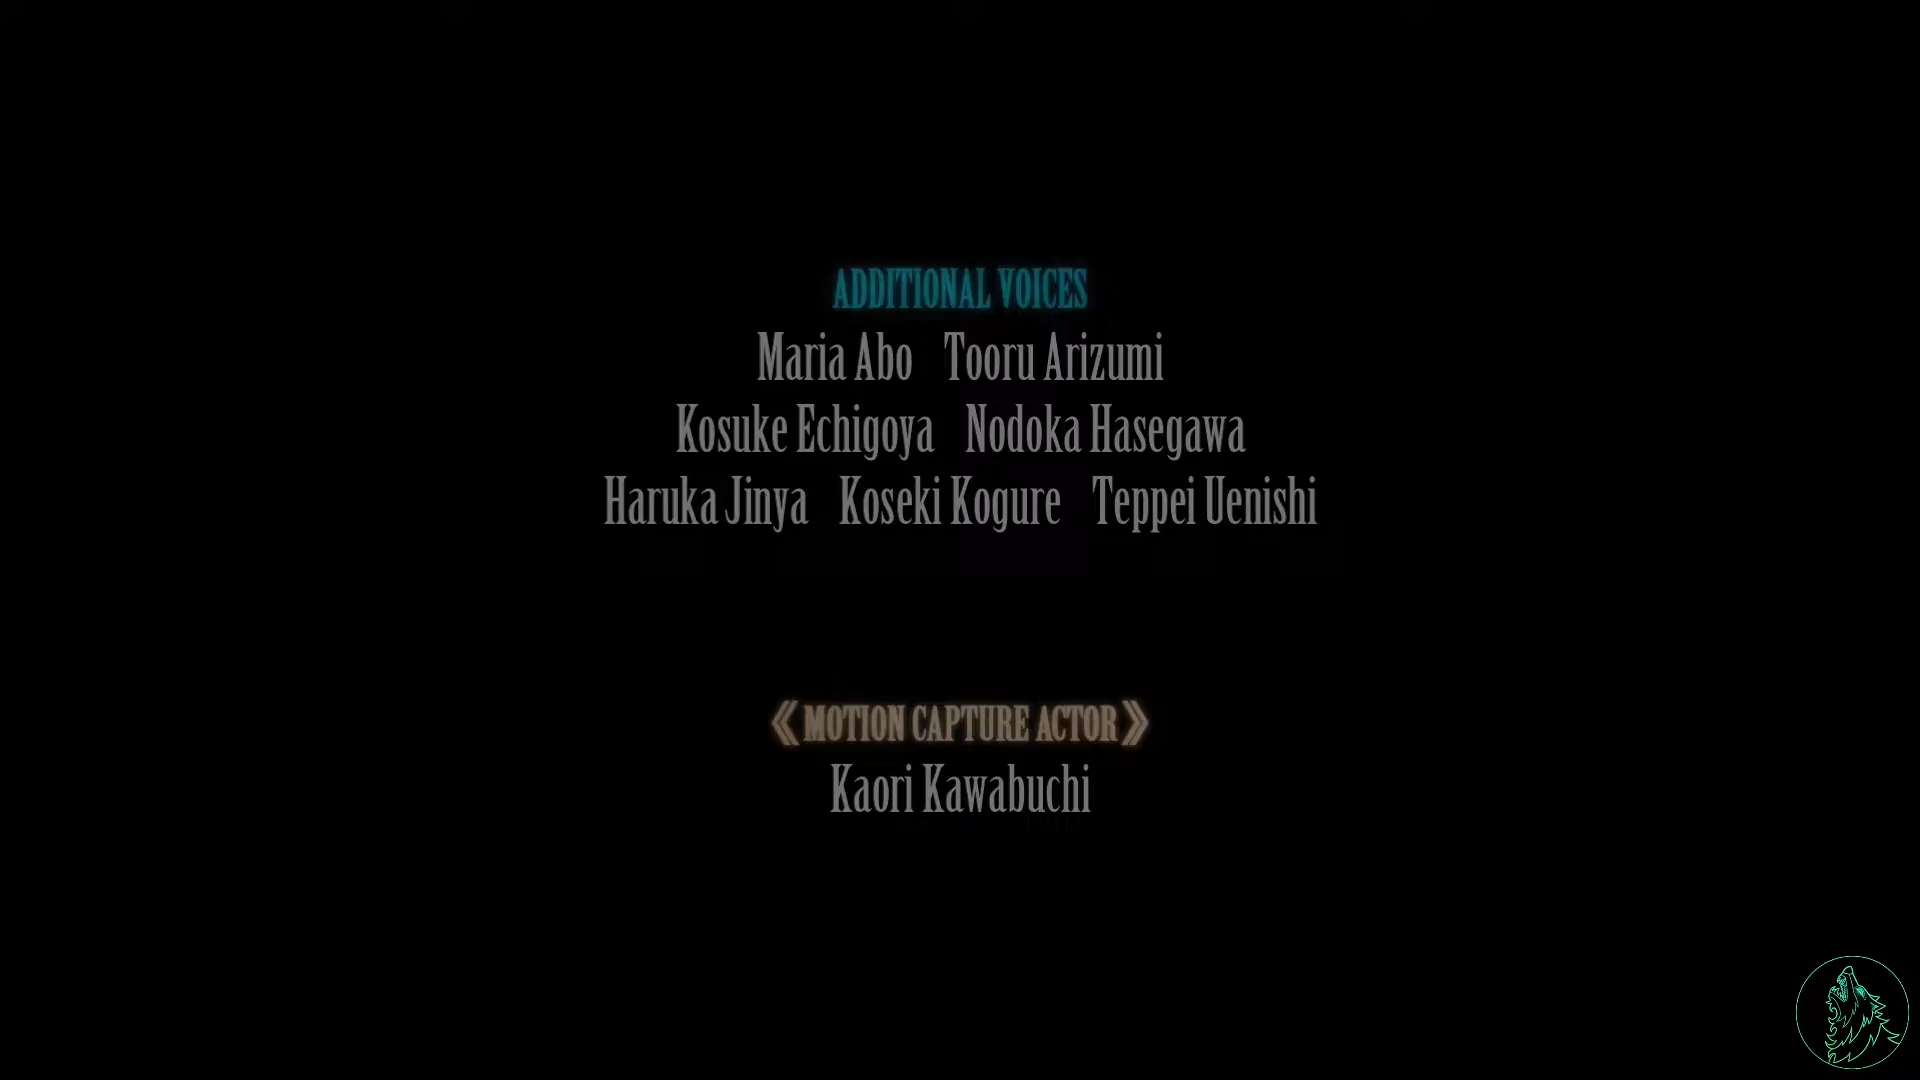 ADDITIONAL VOICES
Maria Abo Tooru Arizumi
Kosuke Echigoya Nodoka Hasegawa
Haruka Jinya Koseki Kogure Teppei Uenishi
《MOTION CAPTURE ACTOR》
Kaori Kawabuchi